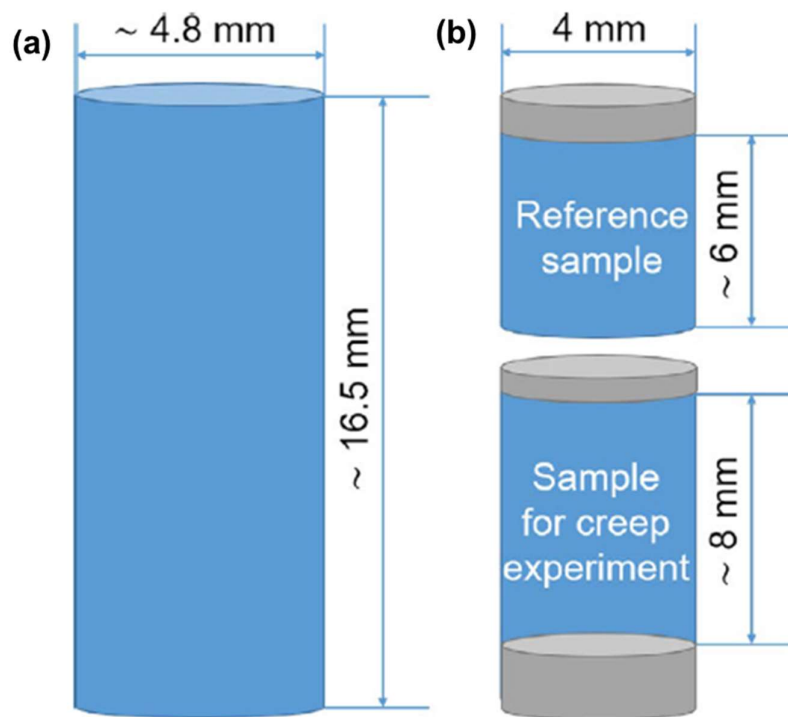 (a)
~ 4.8 mm
~ 16.5 mm
(b)
4 mm
Reference
sample
~ 6 mm
Sample
for creep
experiment
~ 8 mm